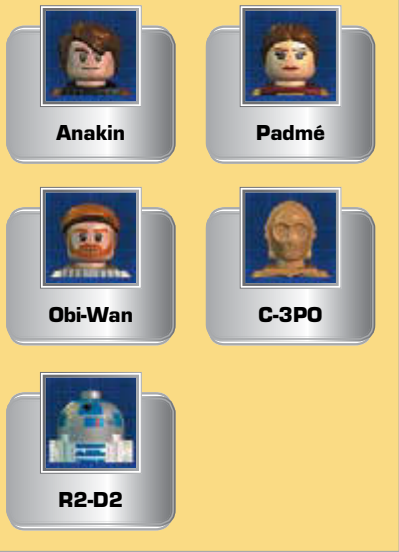 Anakin
Padmé
Obi-Wan
C-3PO
R2-D2